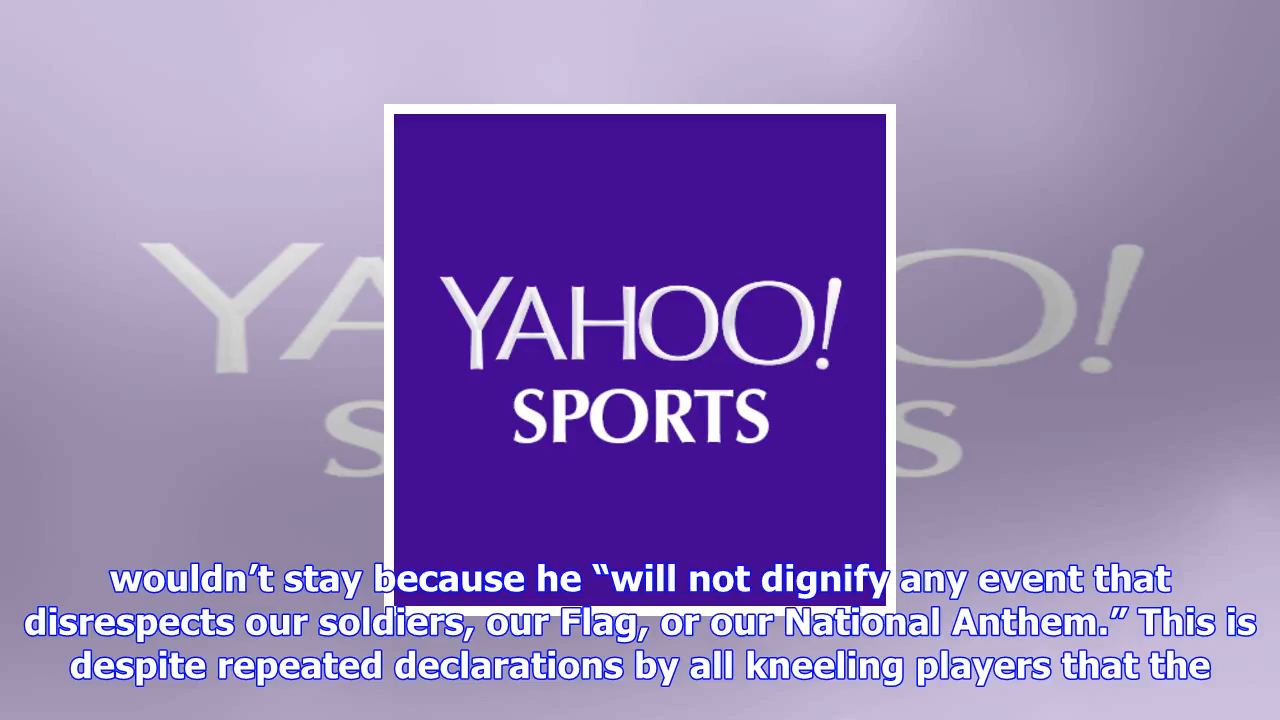 YAHOO!
SPORTS
wouldn’t stay because he “will not dignify any event that
disrespects our soldiers, our Flag, or our National Anthem.” This is
despite repeated declarations by all kneeling players that the